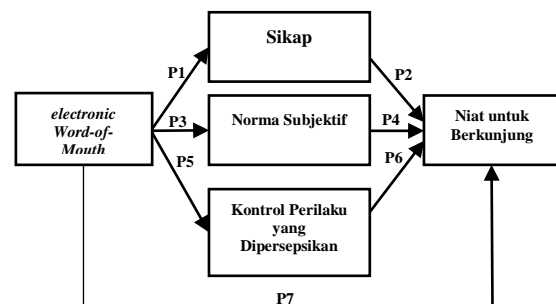 Sikap
P1
P2
electronic
Word-of-
Mouth
P3
Norma Subjektif
P4
Niat untuk
Berkunjung
P5
P6
Kontrol Perilaku
yang
Dipersepsikan
P7